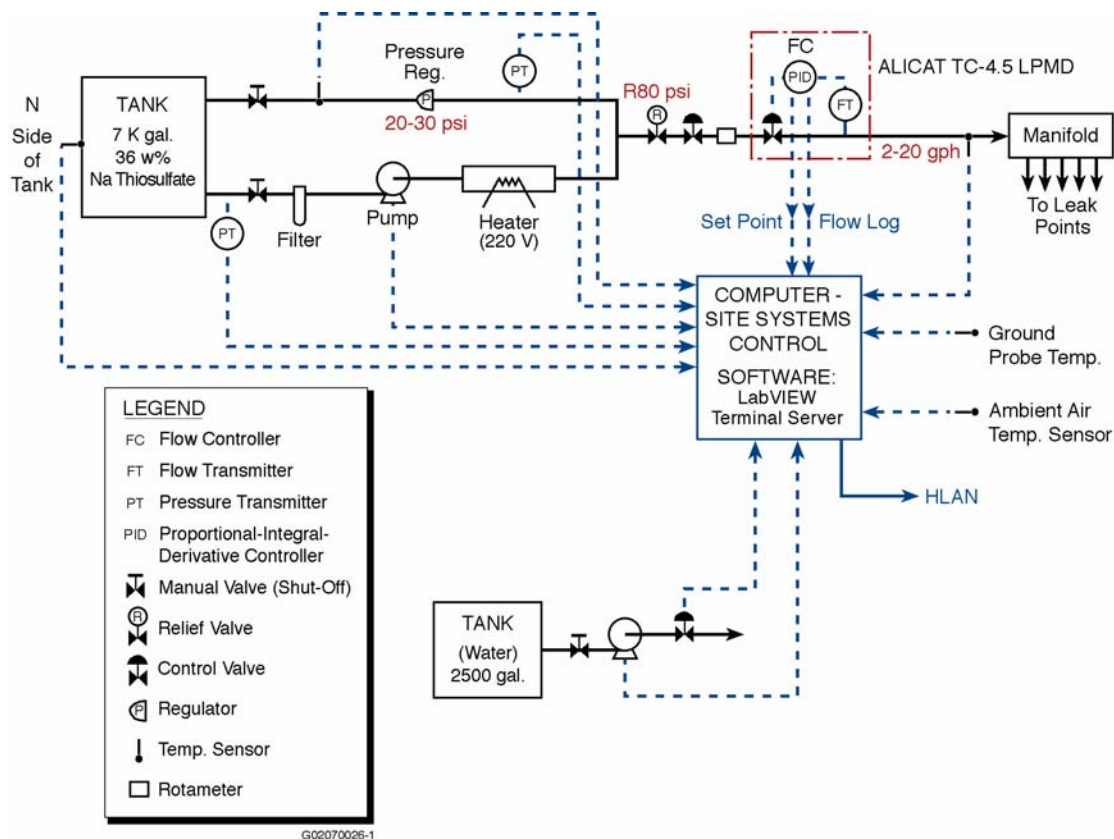 N
Side
of
Tank
TANK
7 K gal.
36 w%
Na Thiosulfate
Pressure
Reg.
P
20-30 psi
PT
R80 psi
R
FC
PID
FT
ALICAT TC-4.5 LPMD
2-20 gph
Manifold
To Leak
Points
PT
Filter
Pump
Heater
(220 V)
Set Point
Flow Log
COMPUTER -
SITE SYSTEMS
CONTROL
SOFTWARE:
LabVIEW
Terminal Server
Ground
Probe Temp.
Ambient Air
Temp. Sensor
HLAN
TANK
(Water)
2500 gal.
LEGEND
FC Flow Controller
FT Flow Transmitter
PT Pressure Transmitter
PID Proportional-Integral-
Derivative Controller
Manual Valve (Shut-Off)
R Relief Valve
Control Valve
P Regulator
Temp. Sensor
Rotameter
G02070026-1